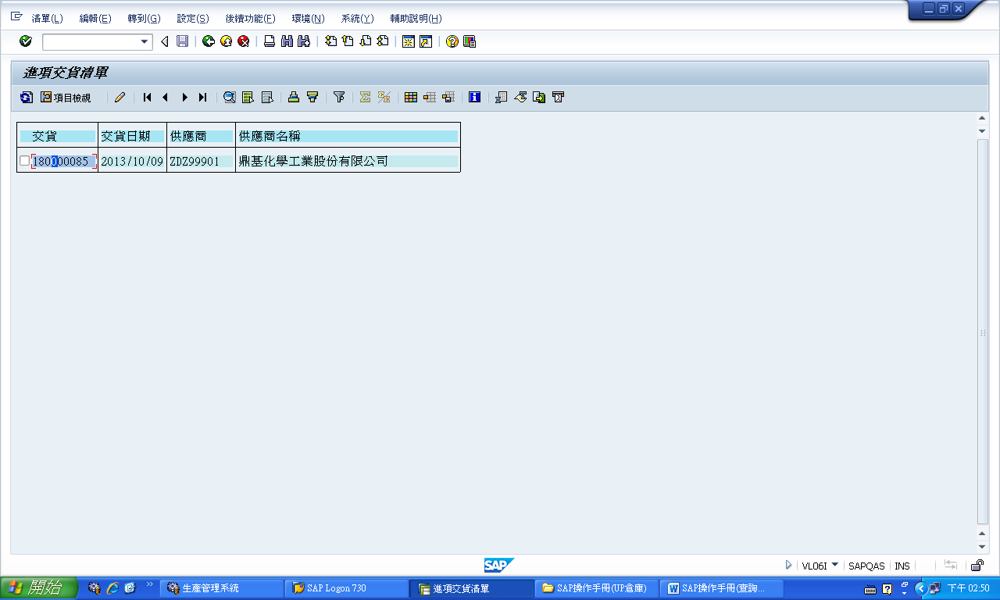 清單(L) 編輯(E) 轉到(G) 設定(S) 後續功能(F) 環境(N) 系統(Y) 輔助說明(H)
進項交貨清單
項目檢視
交貨 交貨日期 供應商 供應商名稱
180000085 2013/10/09 ZDZ99901 鼎基化學工業股份有限公司
SAP VL06I SAPQAS INS
開始 生產管理系統 SAP Logon 730 進項交貨清單 SAP操作手冊(UP倉庫) SAP操作手冊(查詢... 下午 02:50